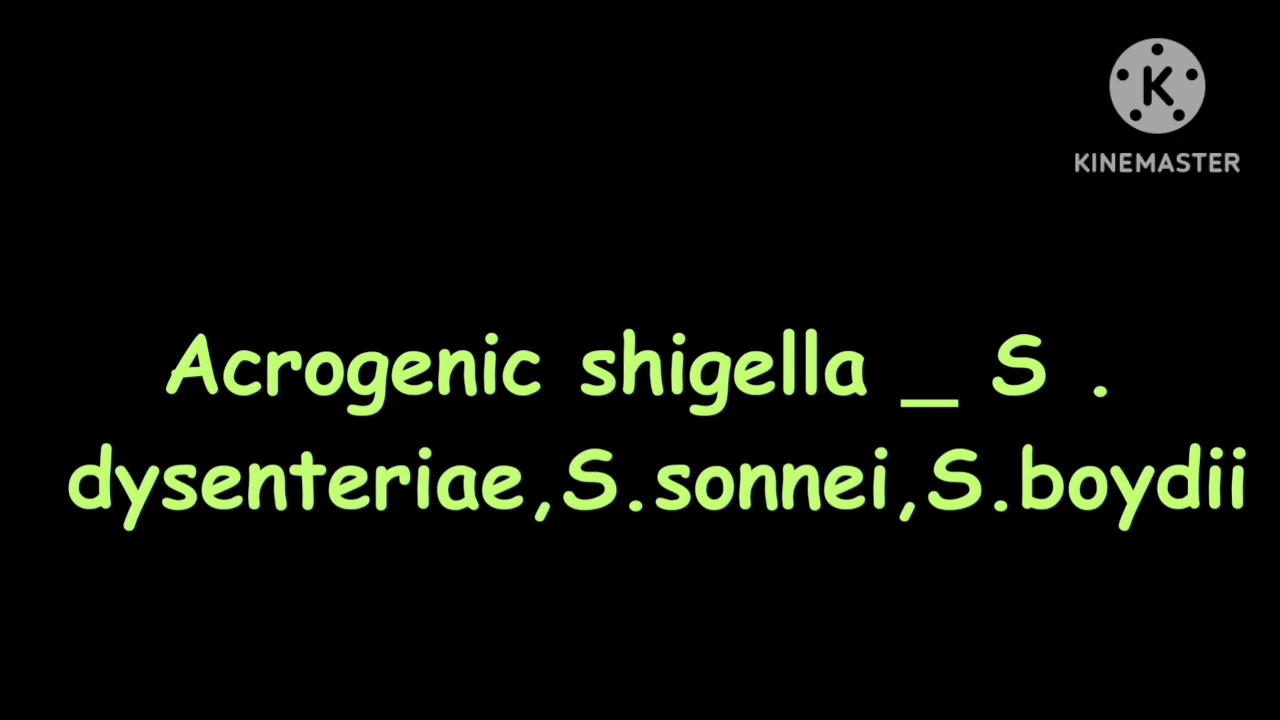 K
KINEMASTER
Acrogenic shigella _ S .
dysenteriae,S.sonnei,S.boydii